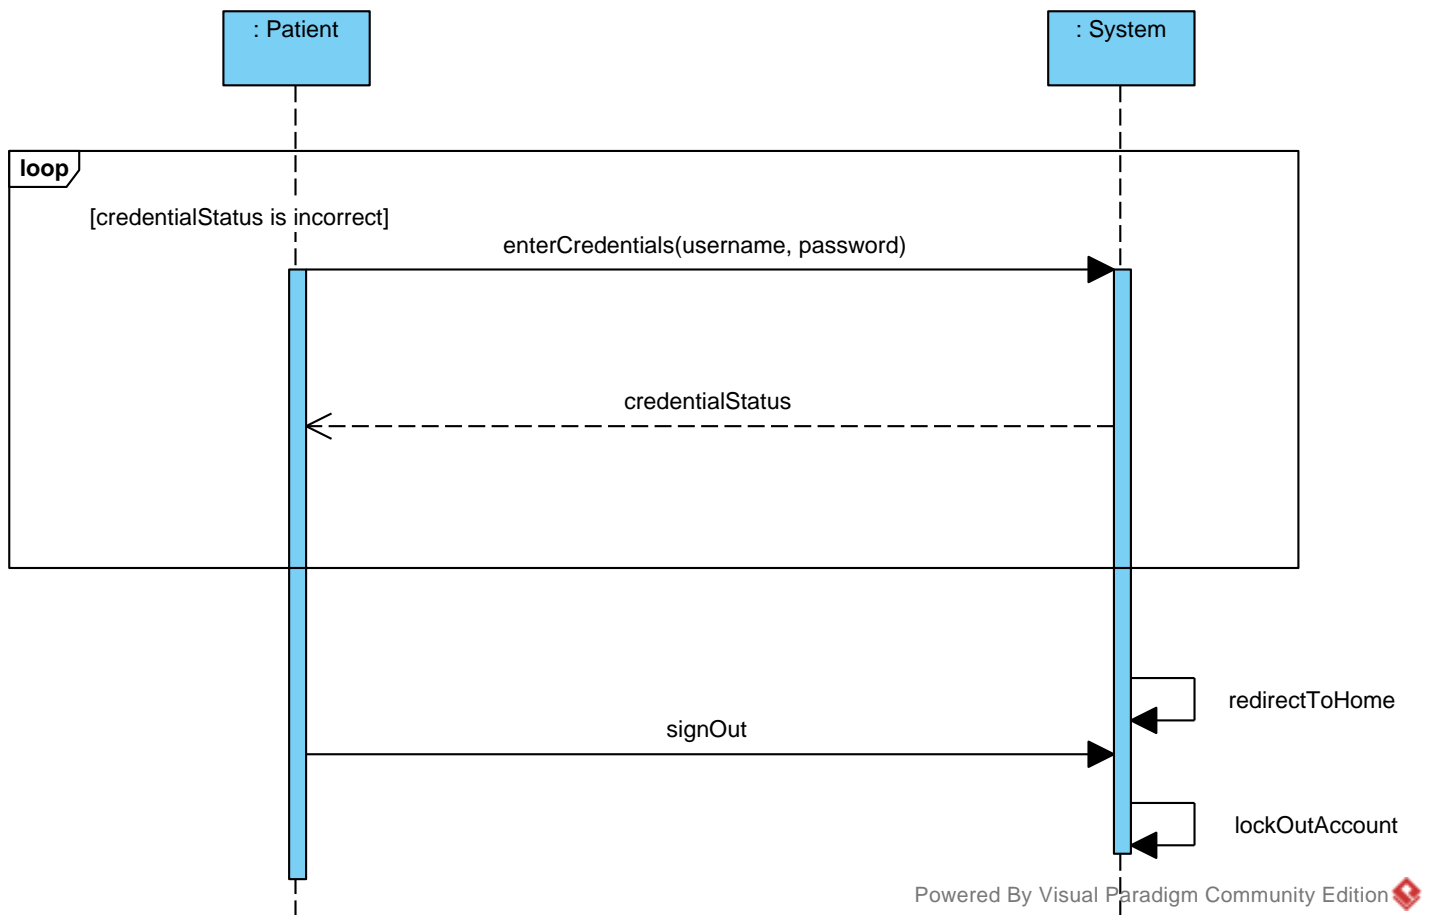 : Patient
: System
loop
[credentialStatus is incorrect]
enterCredentials(username, password)
credentialStatus
redirectToHome
signOut
lockOutAccount
Powered By Visual Paradigm Community Edition